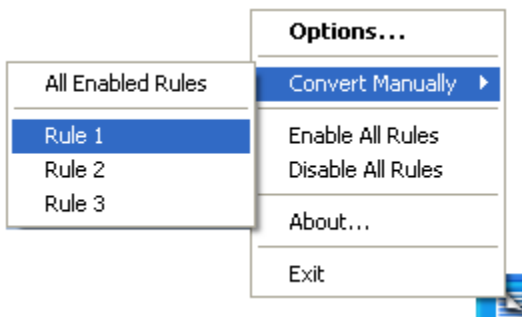 Options...
Convert Manually
All Enabled Rules
Rule 1
Rule 2
Rule 3
Enable All Rules
Disable All Rules
About...
Exit